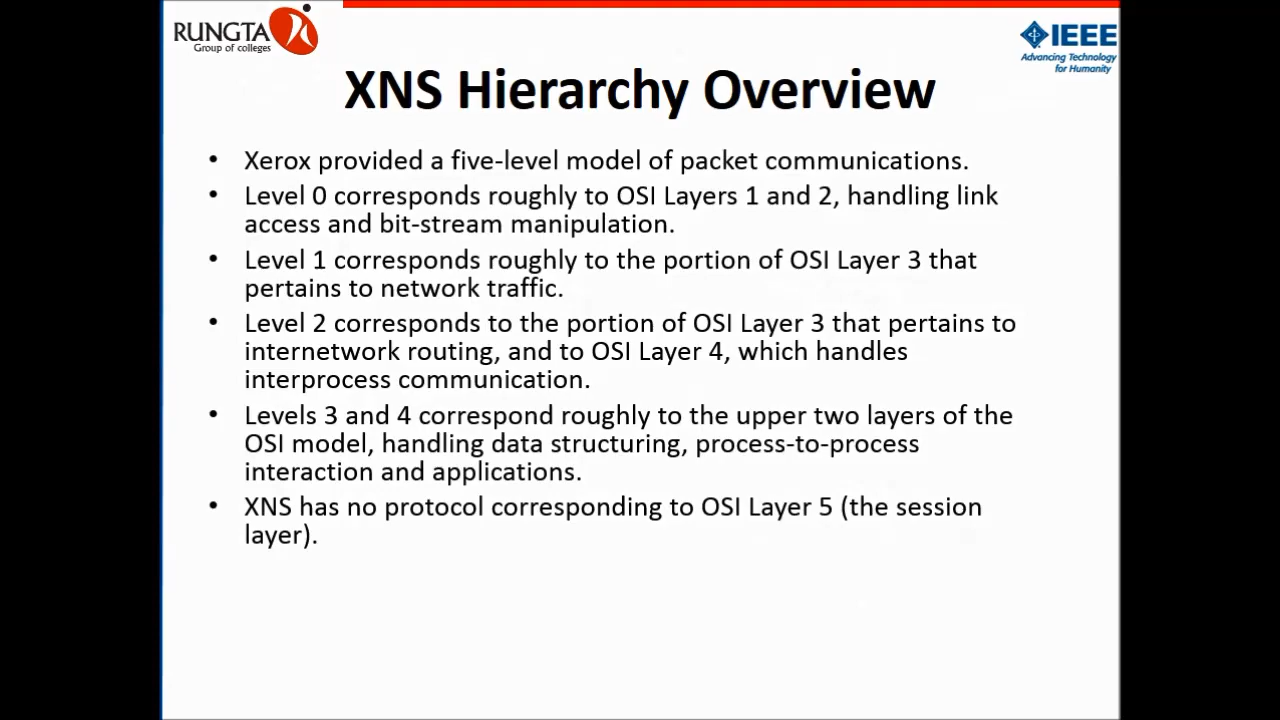 RUNGTA
Group of colleges
IEEE
Advancing Technology
for Humanity
XNS Hierarchy Overview
• Xerox provided a five-level model of packet communications.
• Level 0 corresponds roughly to OSI Layers 1 and 2, handling link
access and bit-stream manipulation.
• Level 1 corresponds roughly to the portion of OSI Layer 3 that
pertains to network traffic.
• Level 2 corresponds to the portion of OSI Layer 3 that pertains to
internetwork routing, and to OSI Layer 4, which handles
interprocess communication.
• Levels 3 and 4 correspond roughly to the upper two layers of the
OSI model, handling data structuring, process-to-process
interaction and applications.
• XNS has no protocol corresponding to OSI Layer 5 (the session
layer).